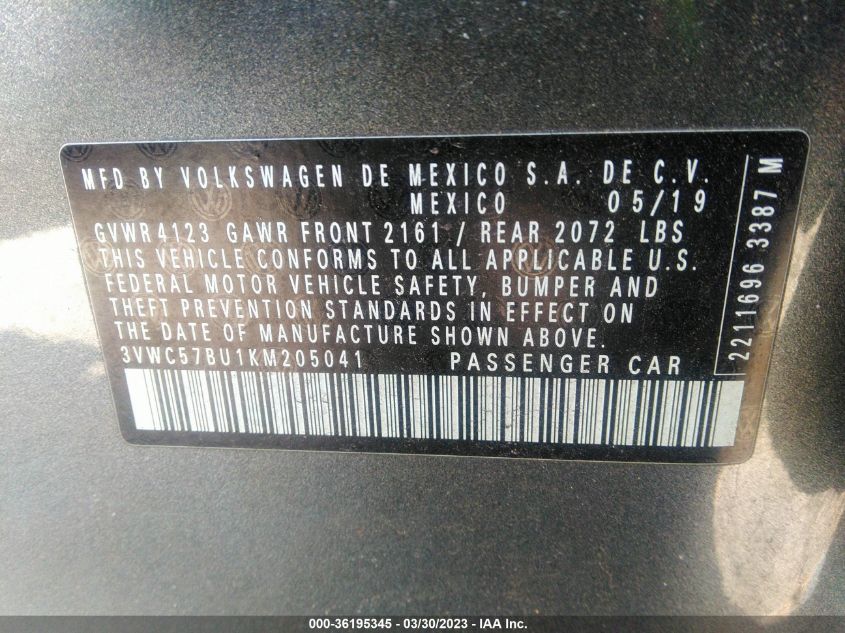 MFD BY VOLKSWAGEN DE MEXICO S.A. DE C.V.
MEXICO 05/19
GVWR 4123 GAWR FRONT 2161 / REAR 2072 LBS
THIS VEHICLE CONFORMS TO ALL APPLICABLE U.S.
FEDERAL MOTOR VEHICLE SAFETY, BUMPER AND
THEFT PREVENTION STANDARDS IN EFFECT ON
THE DATE OF MANUFACTURE SHOWN ABOVE.
3VWC57BU1KM205041 PASSENGER CAR
2211696 3387 M
000-36195345 - 03/30/2023 - IAA Inc.